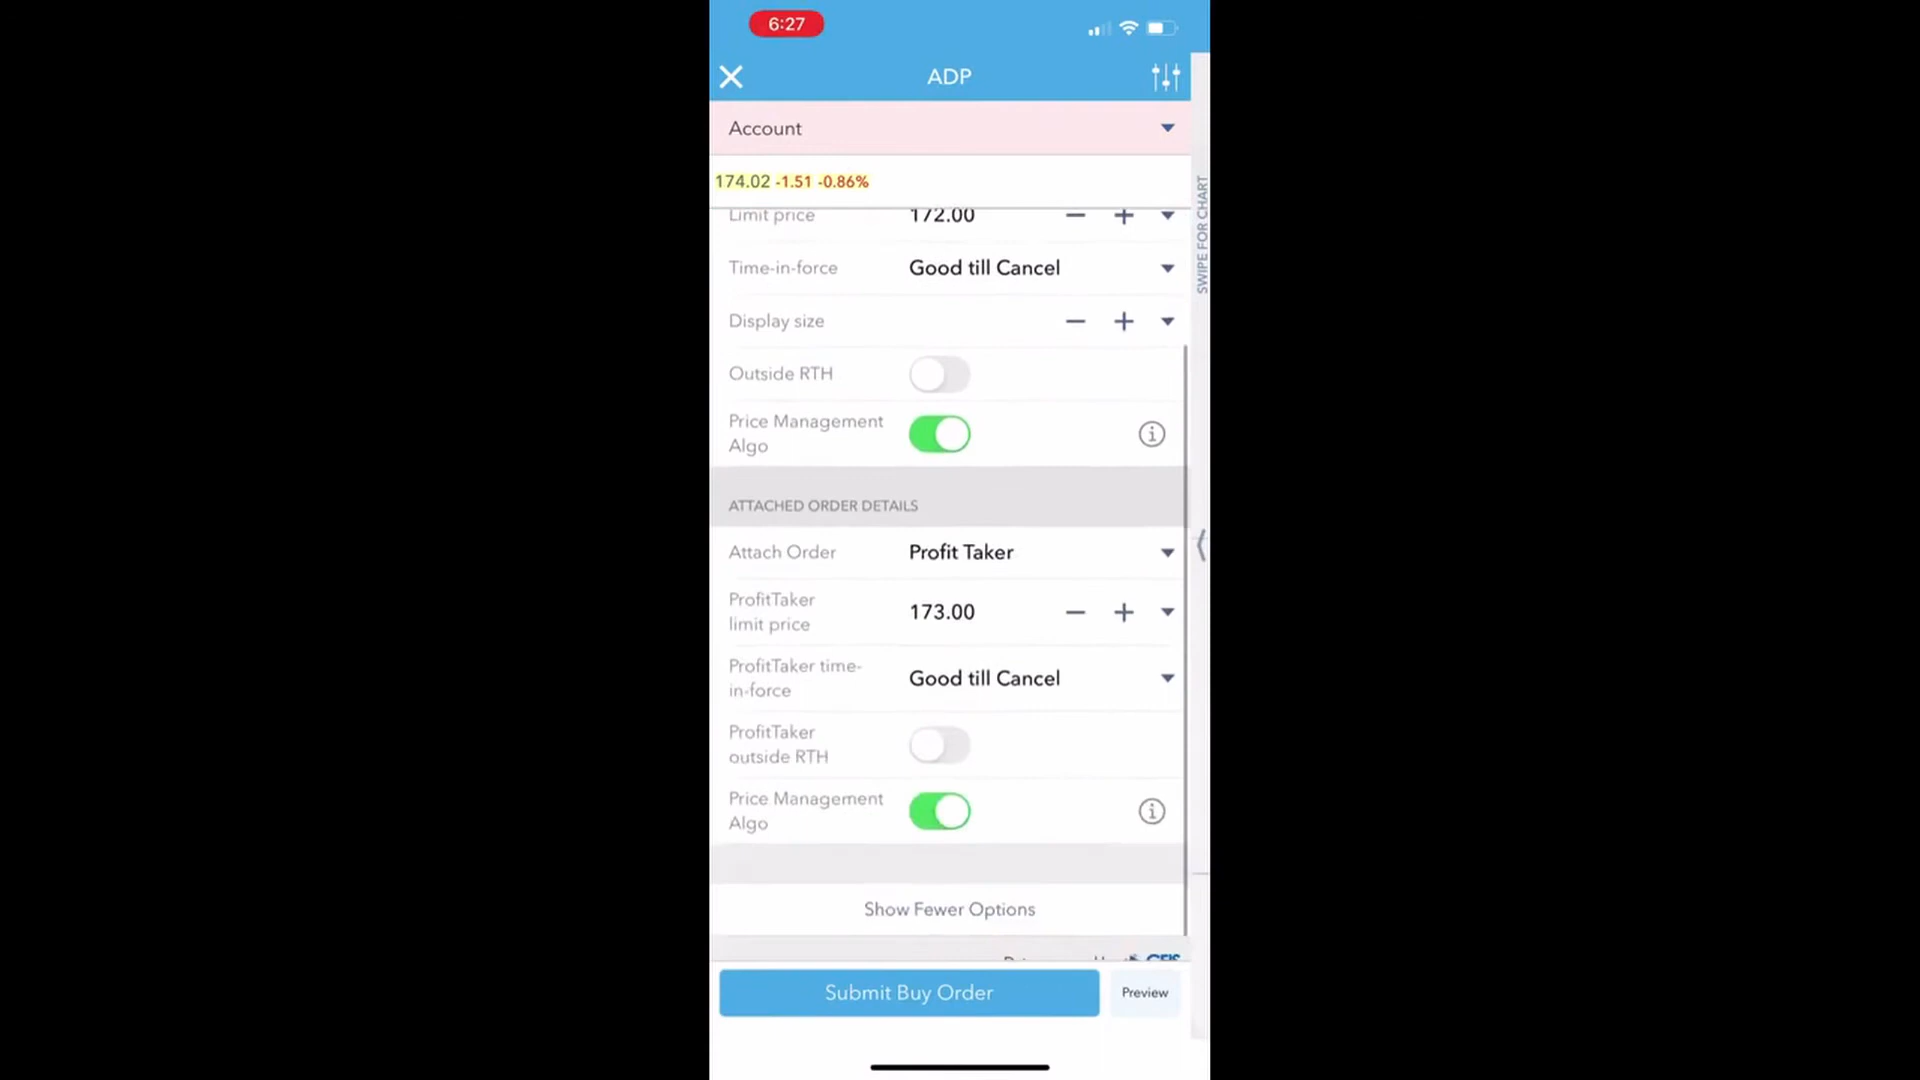 6:27
ADP
Account
174.02 -1.51 -0.86%
SWIPE FOR CHART
Limit price 172.00
Time-in-force Good till Cancel
Display size
Outside RTH
Price Management
Algo
ATTACHED ORDER DETAILS
Attach Order Profit Taker
ProfitTaker
limit price 173.00
ProfitTaker time-
in-force Good till Cancel
ProfitTaker
outside RTH
Price Management
Algo
Show Fewer Options
Submit Buy Order Preview